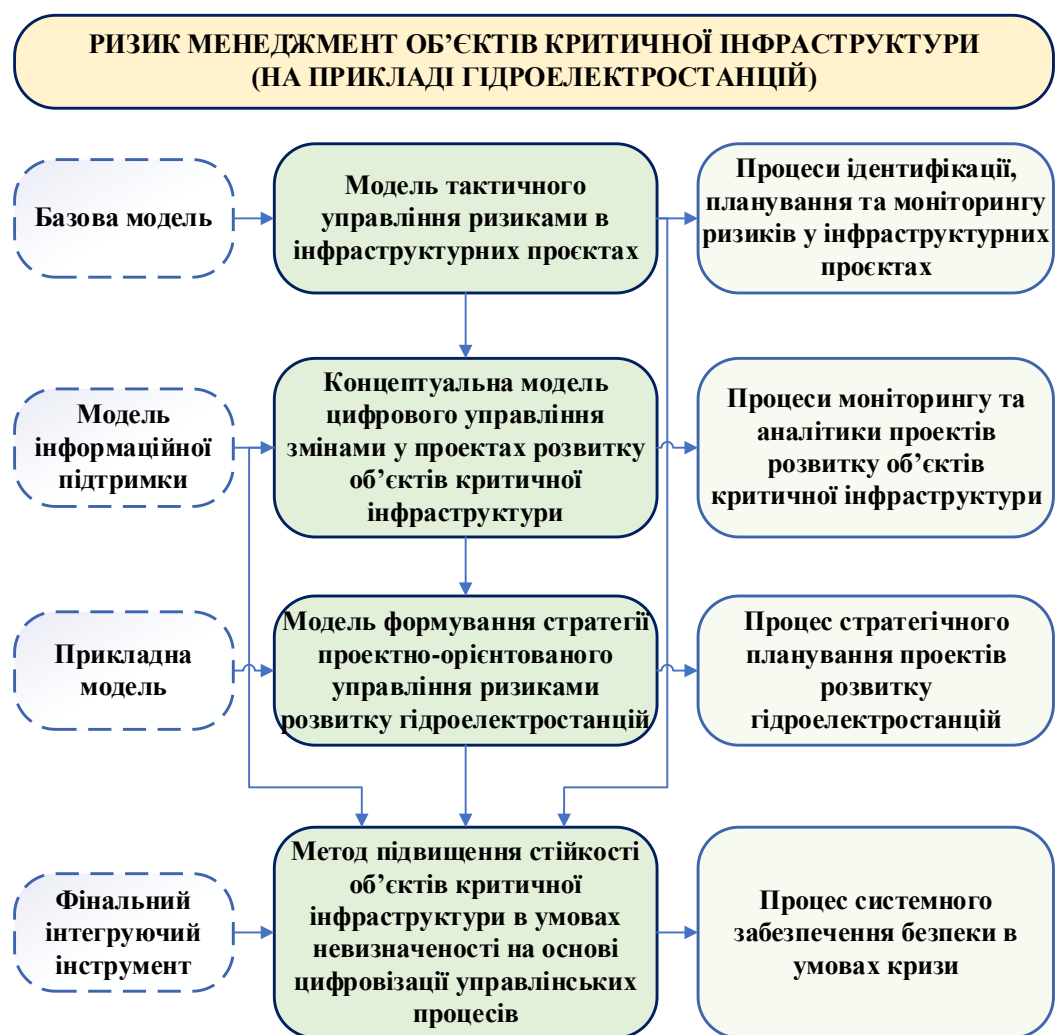 РИЗИК МЕНЕДЖМЕНТ ОБ’ЄКТІВ КРИТИЧНОЇ ІНФРАСТРУКТУРИ
(НА ПРИКЛАДІ ГІДРОЕЛЕКТРОСТАНЦІЙ)
Базова модель
Модель тактичного
управління ризиками в
інфраструктурних проєктах
Процеси ідентифікації,
планування та моніторингу
ризиків у інфраструктурних
проєктах
Модель
інформаційної
підтримки
Концептуальна модель
цифрового управління
змінами у проектах розвитку
об’єктів критичної
інфраструктури
Процеси моніторингу та
аналітики проектів
розвитку об’єктів
критичної інфраструктури
Прикладна
модель
Модель формування стратегії
проектно-орієнтованого
управління ризиками
розвитку гідроелектростанцій
Процес стратегічного
планування проектів
розвитку
гідроелектростанцій
Фінальний
інтегруючий
інструмент
Метод підвищення стійкості
об’єктів критичної
інфраструктури в умовах
невизначеності на основі
цифровізації управлінських
процесів
Процес системного
забезпечення безпеки в
умовах кризи